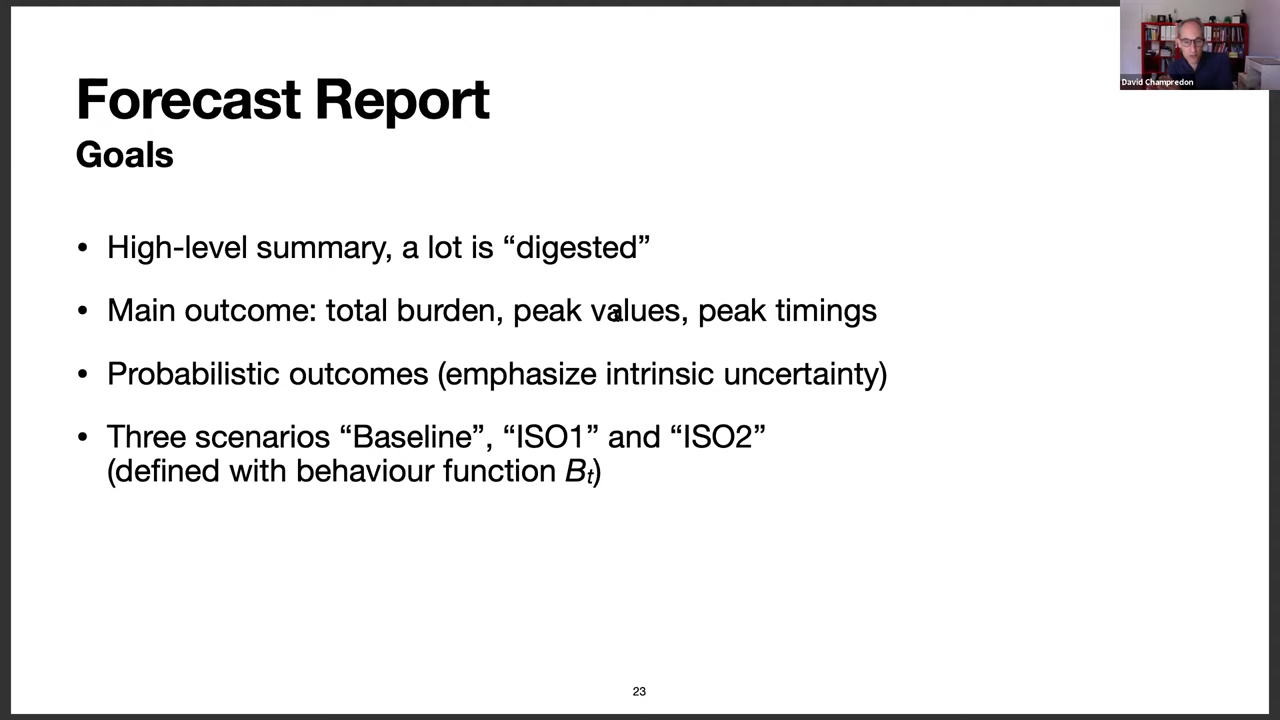 David Champredon
Forecast Report
Goals
• High-level summary, a lot is “digested”
• Main outcome: total burden, peak values, peak timings
• Probabilistic outcomes (emphasize intrinsic uncertainty)
• Three scenarios “Baseline”, “ISO1” and “ISO2”
(defined with behaviour function Bt)
23